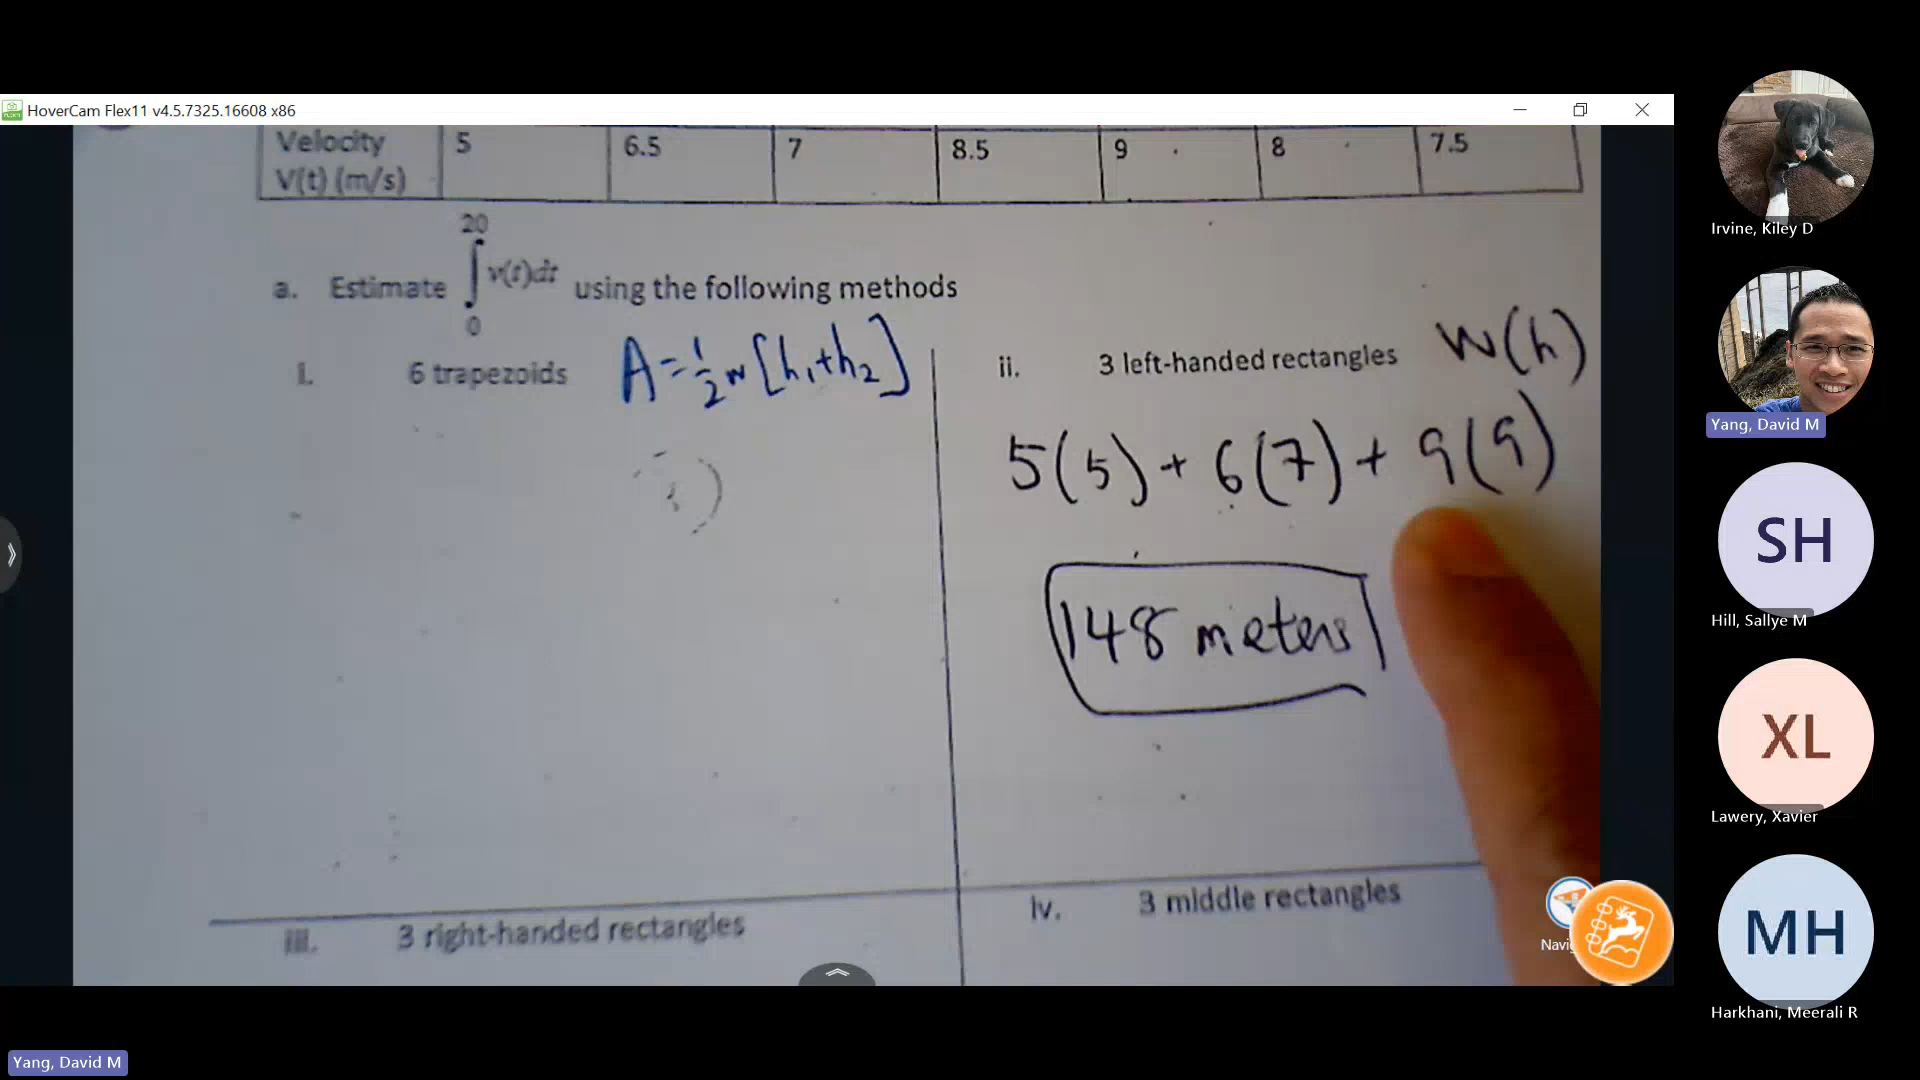 HoverCam Flex11 v4.5.7325.16608 x86
Velocity V(t) (m/s) 5 6.5 7 8.5 9 8 7.5
a. Estimate ∫₀²⁰ v(t)dt using the following methods
i. 6 trapezoids A = 1/2 w [h₁+h₂]
ii. 3 left-handed rectangles w(h)
5(5) + 6(7) + 9(9)
148 meters
iii. 3 right-handed rectangles
iv. 3 middle rectangles
Irvine, Kiley D
Yang, David M
SH
Hill, Sallye M
XL
Lawery, Xavier
MH
Harkhani, Meerali R
Yang, David M